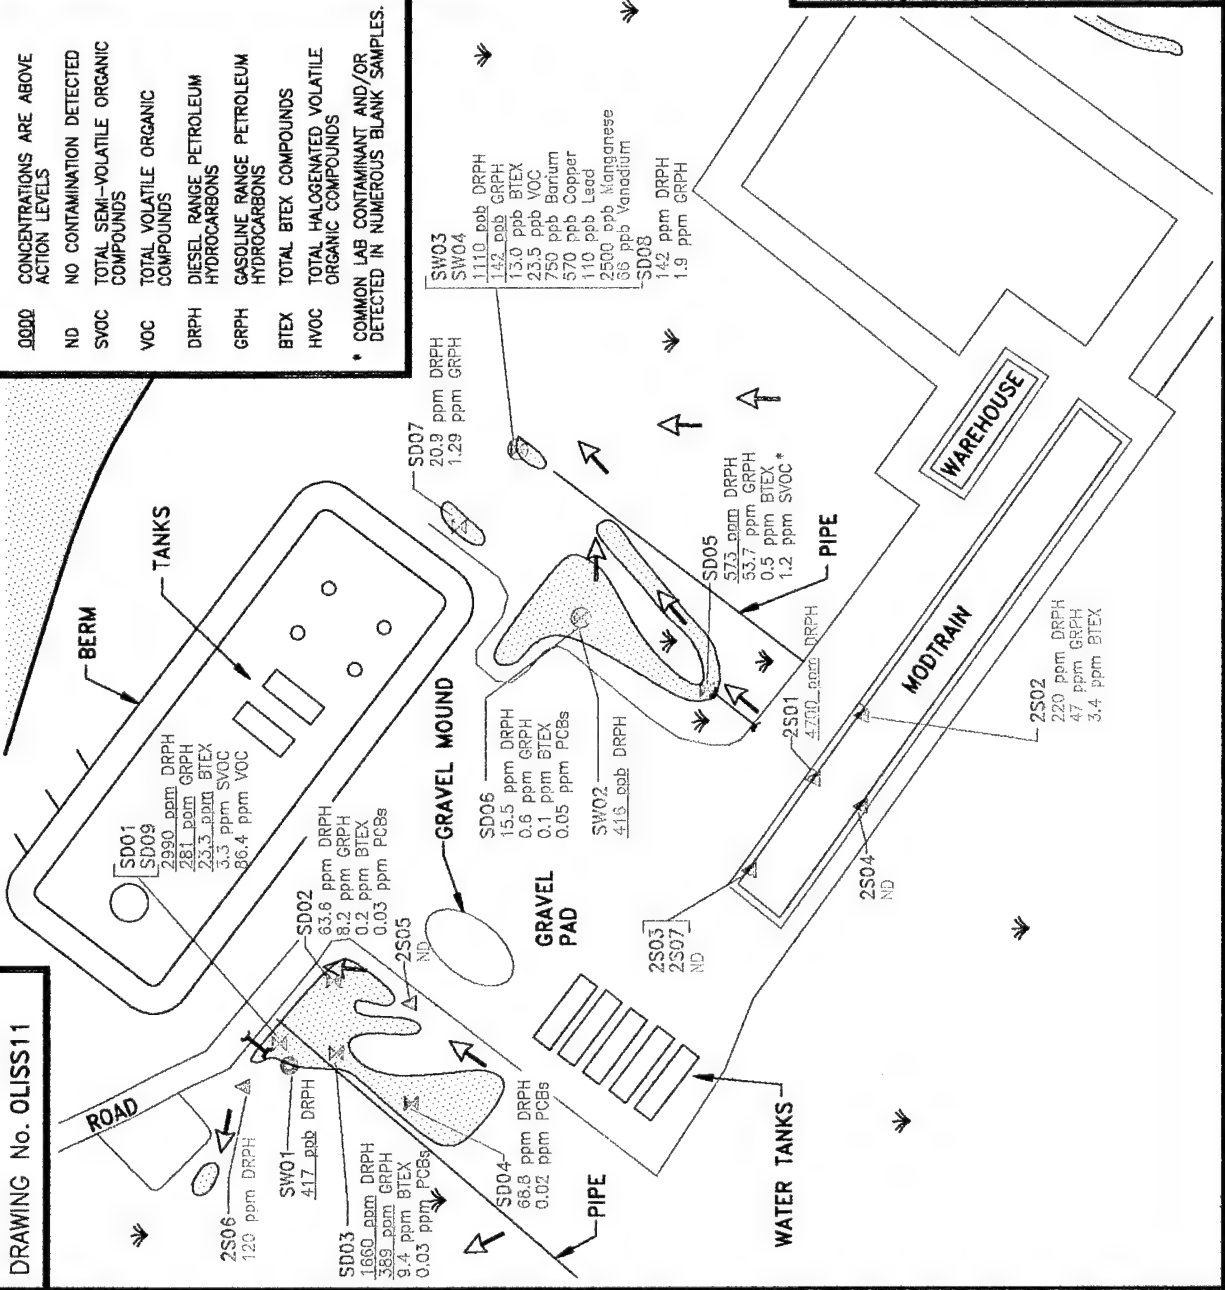 DRAWING No. OLISS11
0000 CONCENTRATIONS ARE ABOVE
ACTION LEVELS
ND NO CONTAMINATION DETECTED
SVOC TOTAL SEMI-VOLATILE ORGANIC
COMPOUNDS
VOC TOTAL VOLATILE ORGANIC
COMPOUNDS
DRPH DIESEL RANGE PETROLEUM
HYDROCARBONS
GRPH GASOLINE RANGE PETROLEUM
HYDROCARBONS
BTEX TOTAL BTEX COMPOUNDS
HVOC TOTAL HALOGENATED VOLATILE
ORGANIC COMPOUNDS
* COMMON LAB CONTAMINANT AND/OR
DETECTED IN NUMEROUS BLANK SAMPLES.
BERM
TANKS
ROAD
SD01
SD09
2990 ppm DRPH
281 ppm GRPH
23.3 ppm BTEX
3.3 ppm SVOC
86.4 ppm VOC
SD07
20.9 ppm DRPH
1.29 ppm GRPH
SW03
SW04
1110 ppb DRPH
142 ppb GRPH
13.0 ppb BTEX
23.5 ppb VOC
750 ppb Barium
570 ppb Copper
110 ppb Lead
2500 ppb Manganese
66 ppb Vanadium
SD08
142 ppm DRPH
1.9 ppm GRPH
2S06
120 ppm DRPH
SW01
417 ppb DRPH
SD03
1660 ppm DRPH
389 ppm GRPH
9.4 ppm BTEX
0.03 ppm PCBs
SD02
63.6 ppm DRPH
8.2 ppm GRPH
0.2 ppm BTEX
0.03 ppm PCBs
2S05
ND
GRAVEL MOUND
SD06
15.5 ppm DRPH
0.6 ppm GRPH
0.1 ppm BTEX
0.05 ppm PCBs
SW02
416 ppb DRPH
SD04
68.8 ppm DRPH
0.02 ppm PCBs
PIPE
GRAVEL
PAD
SD05
573 ppm DRPH
53.7 ppm GRPH
0.5 ppm BTEX
1.2 ppm SVOC *
PIPE
2S03
2S07
ND
2S01
4700 ppm DRPH
2S04
ND
MODTRAIN
WAREHOUSE
2S02
220 ppm DRPH
47 ppm GRPH
3.4 ppm BTEX
WATER TANKS